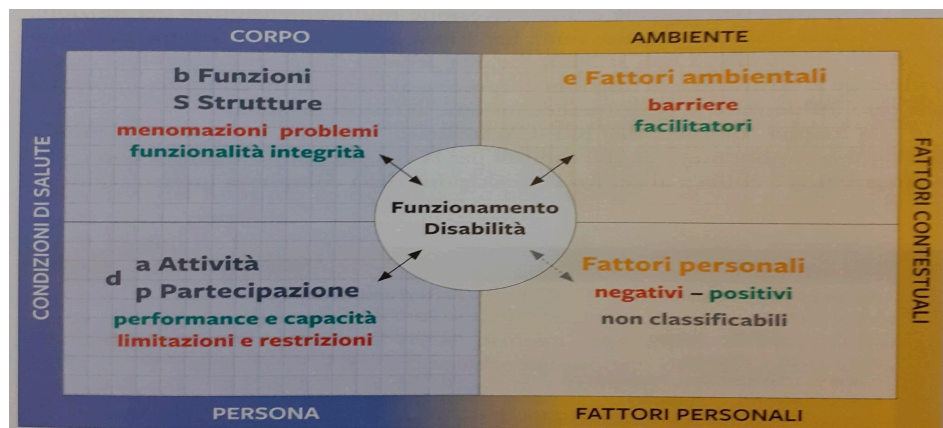 CORPO
AMBIENTE
b Funzioni
S Strutture
menomazioni problemi
funzionalità integrità
e Fattori ambientali
barriere
facilitatori
CONDIZIONI DI SALUTE
FATTORI CONTESTUALI
Funzionamento
Disabilità
d
a Attività
p Partecipazione
performance e capacità
limitazioni e restrizioni
Fattori personali
negativi – positivi
non classificabili
PERSONA
FATTORI PERSONALI